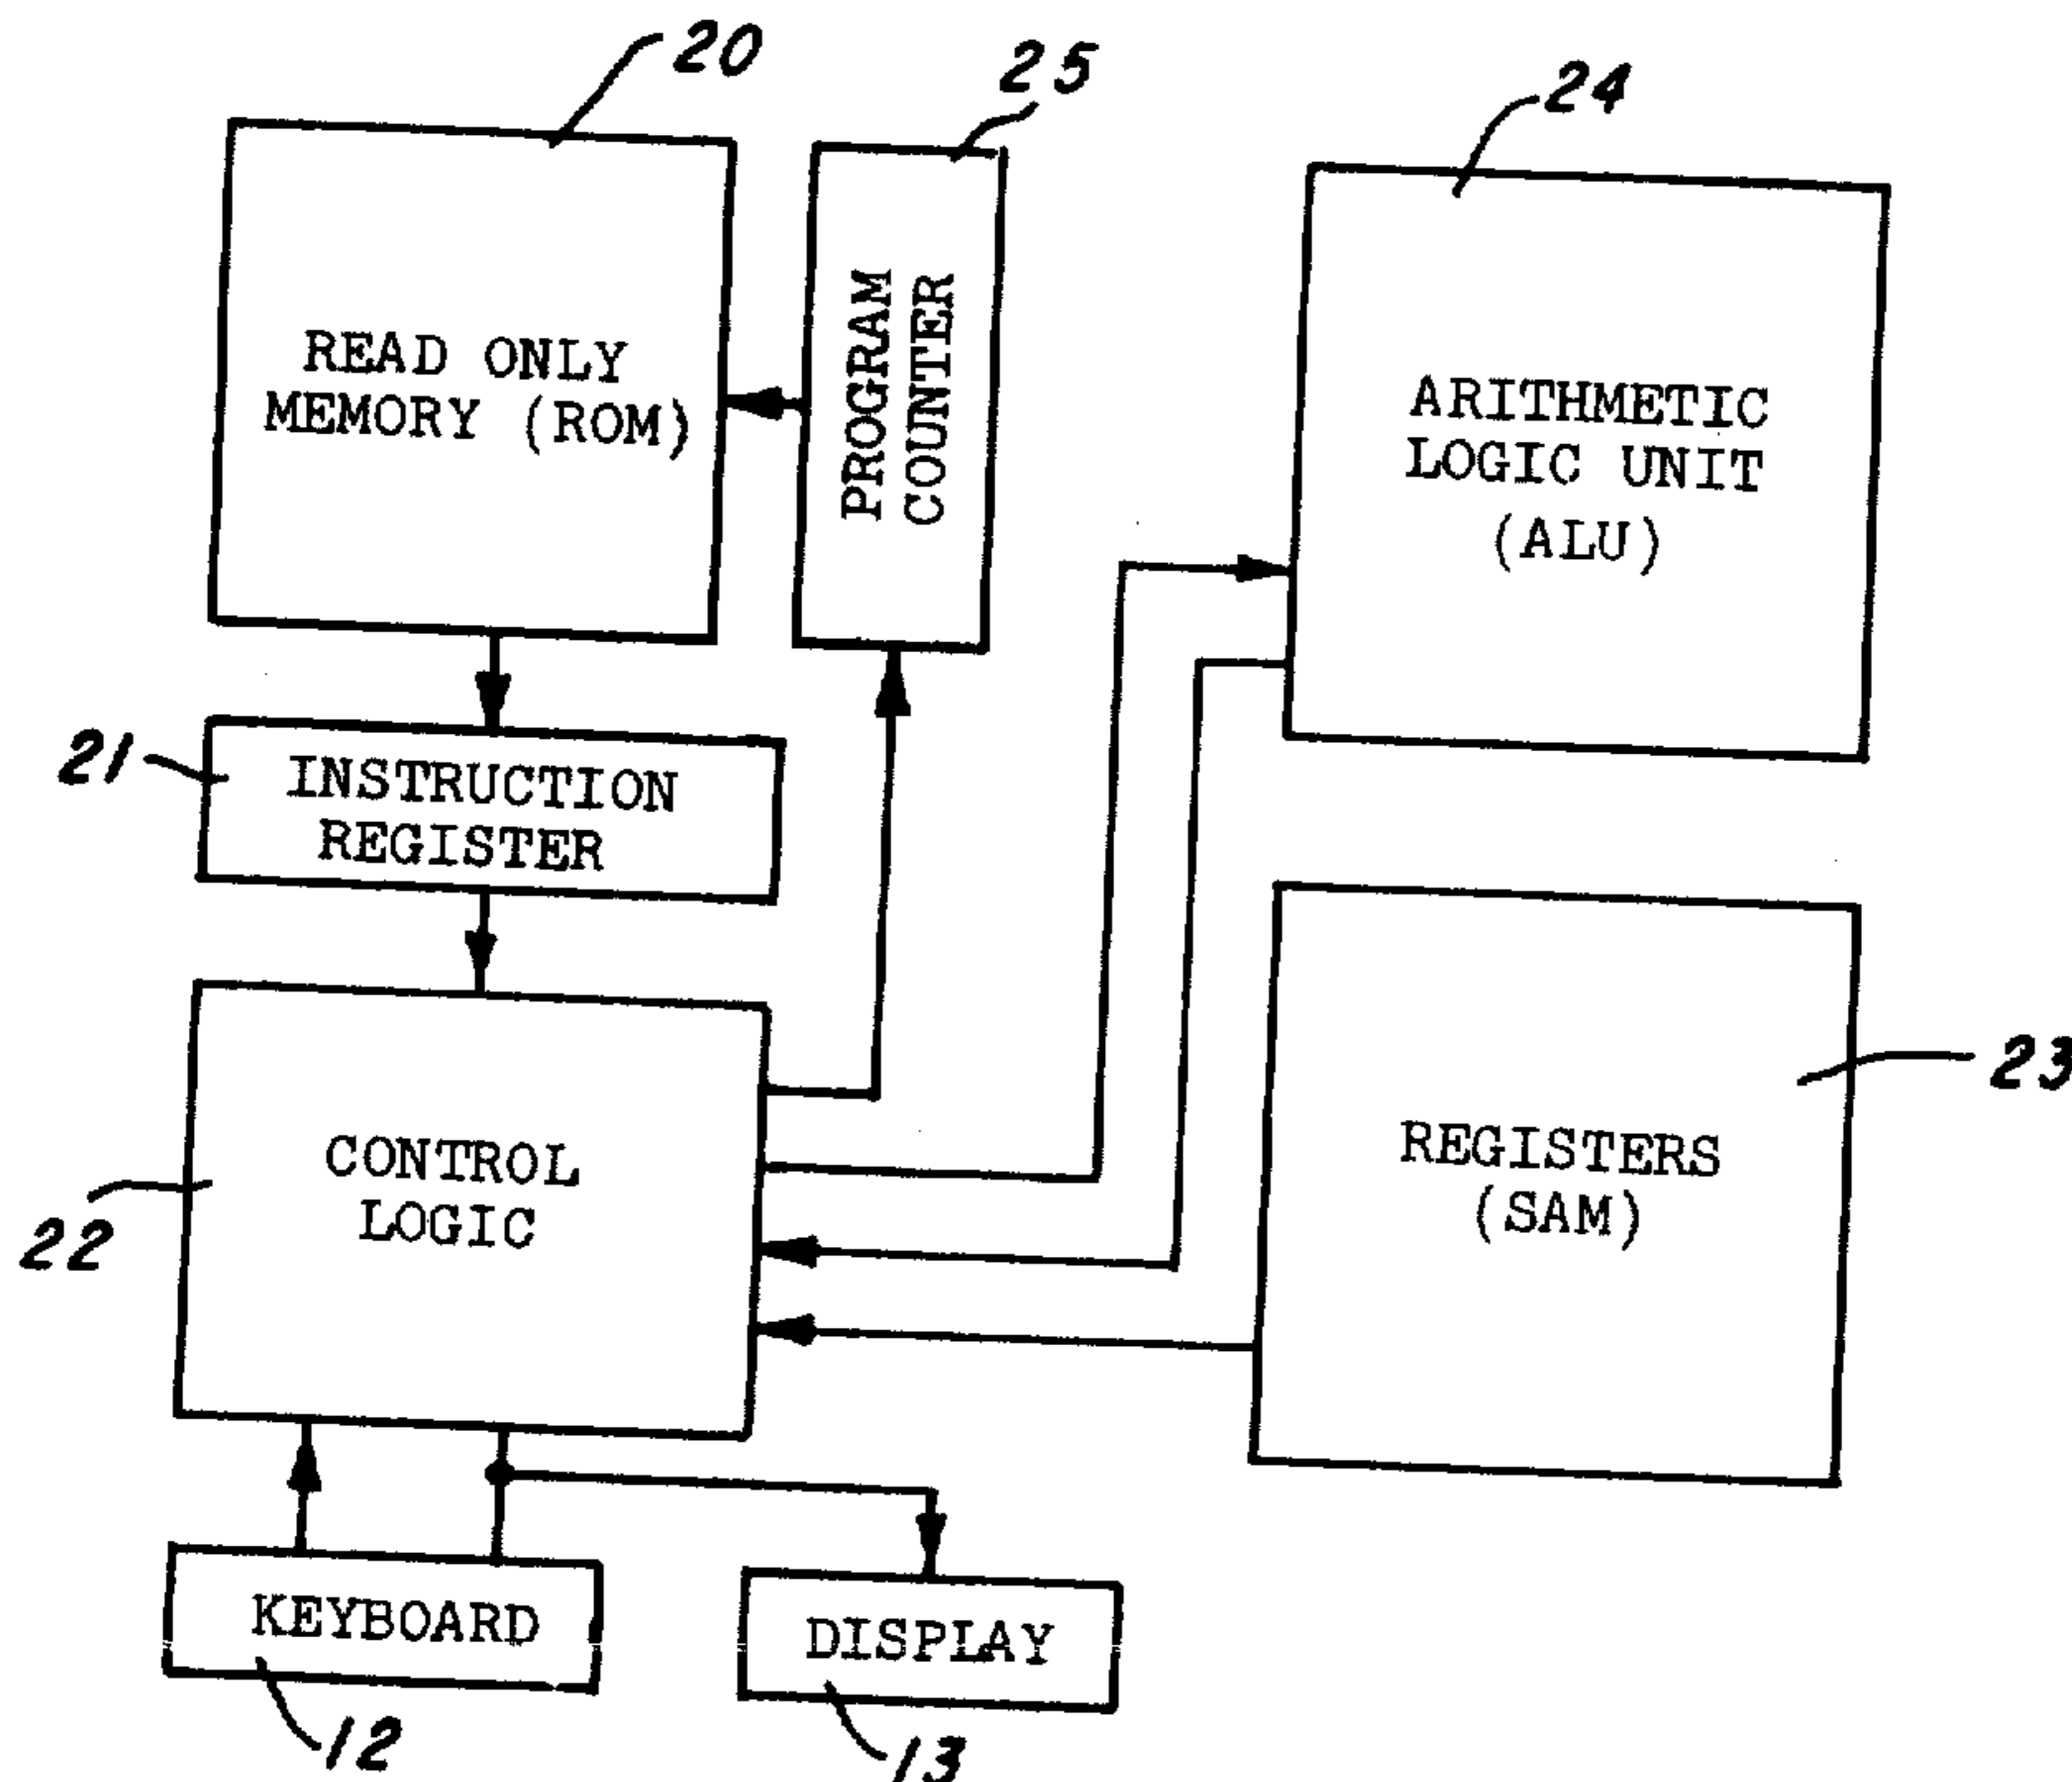 20
25
24
READ ONLY
MEMORY (ROM)
PROGRAM
COUNTER
ARITHMETIC
LOGIC UNIT
(ALU)
21
INSTRUCTION
REGISTER
CONTROL
LOGIC
22
REGISTERS
(SAM)
23
KEYBOARD
12
DISPLAY
13